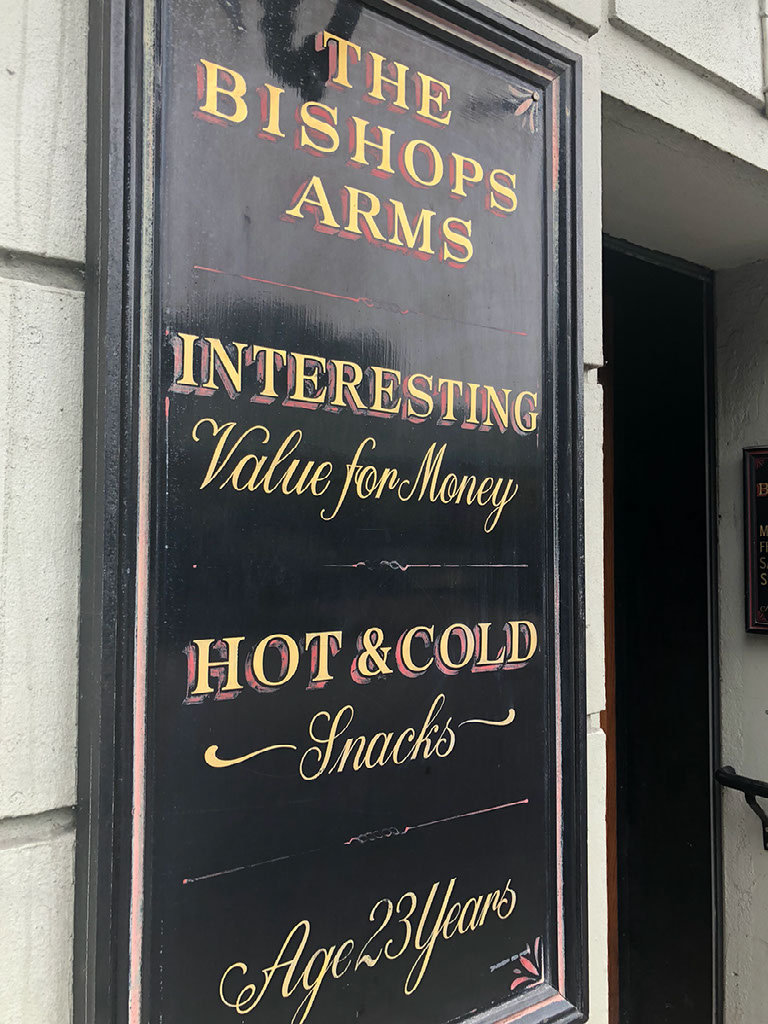 THE
BISHOPS
ARMS
INTERESTING
Value for Money
HOT & COLD
Snacks
Age 23 Years